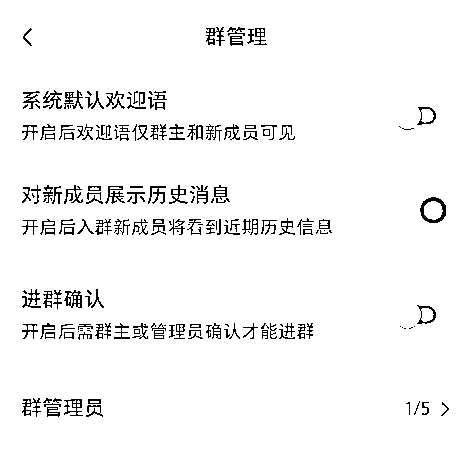 群管理
系统默认欢迎语
开启后欢迎语仅群主和新成员可见
对新成员展示历史消息
开启后入群新成员将看到近期历史信息
进群确认
开启后需群主或管理员确认才能进群
群管理员 1/5